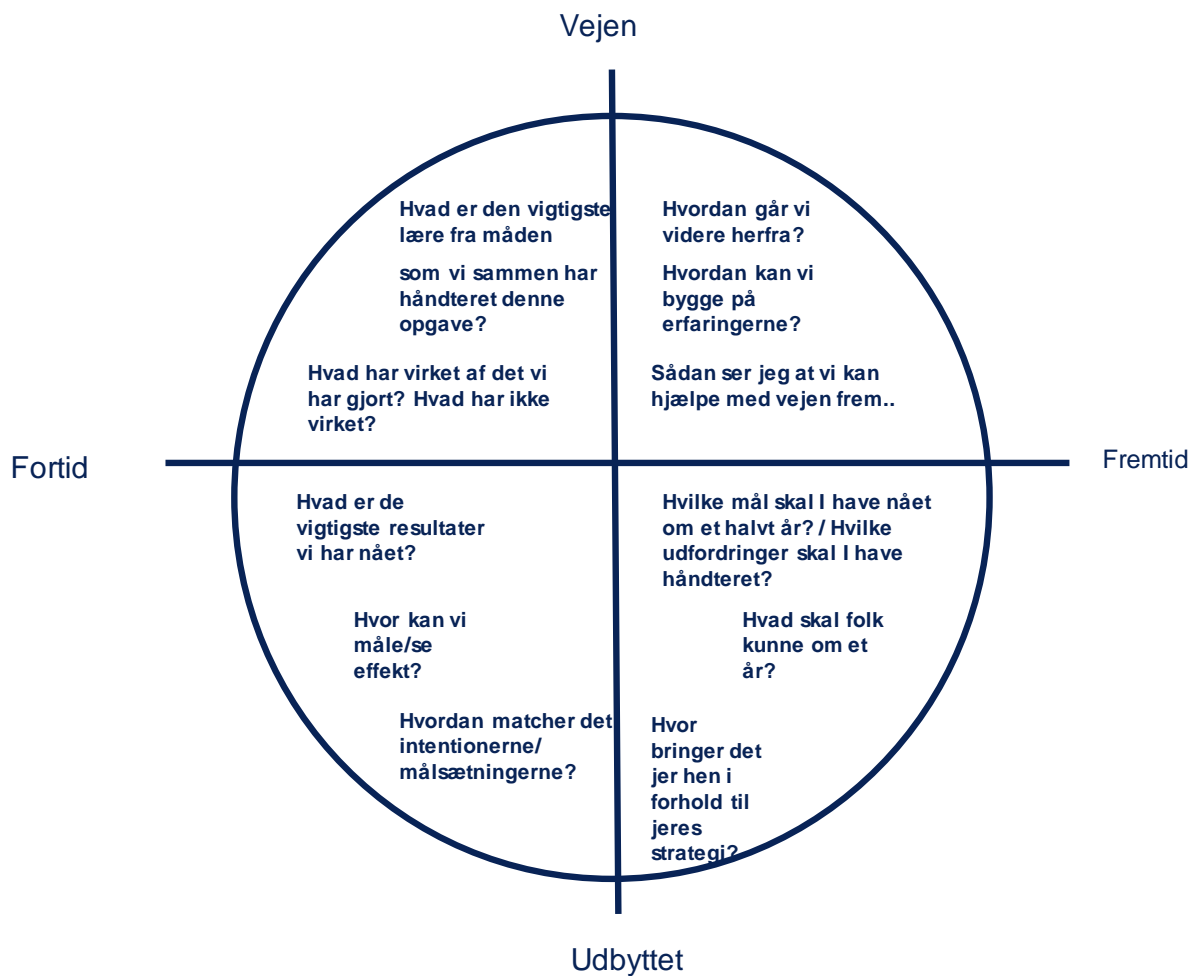 Vejen
Hvad er den vigtigste
lære fra måden
som vi sammen har
håndteret denne
opgave?
Hvad har virket af det vi
har gjort? Hvad har ikke
virket?
Hvordan går vi
videre herfra?
Hvordan kan vi
bygge på
erfaringerne?
Sådan ser jeg at vi kan
hjælpe med vejen frem..
Fortid
Fremtid
Hvad er de
vigtigste resultater
vi har nået?
Hvor kan vi
måle/se
effekt?
Hvordan matcher det
intentionerne/
målsætningerne?
Hvilke mål skal I have nået
om et halvt år? / Hvilke
udfordringer skal I have
håndteret?
Hvad skal folk
kunne om et
år?
Hvor
bringer det
jer hen i
forhold til
jeres
strategi?
Udbyttet